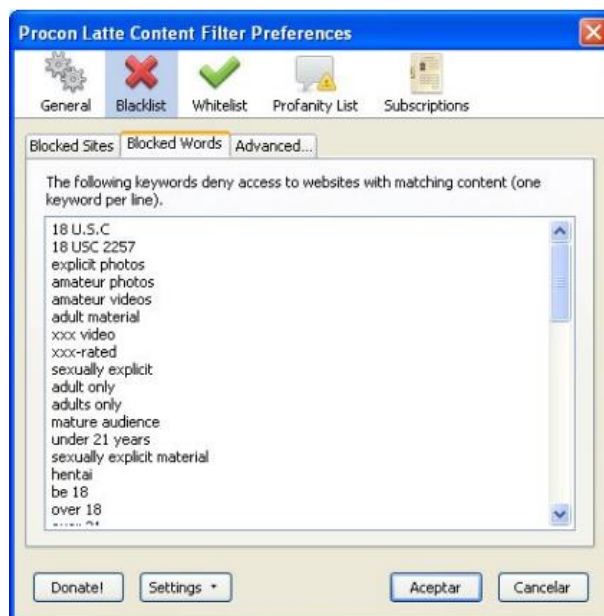 Procon Latte Content Filter Preferences
General Blacklist Whitelist Profanity List Subscriptions
Blocked Sites Blocked Words Advanced...
The following keywords deny access to websites with matching content (one
keyword per line).
18 U.S.C
18 USC 2257
explicit photos
amateur photos
amateur videos
adult material
xxx video
xxx-rated
sexually explicit
adult only
adults only
mature audience
under 21 years
sexually explicit material
hentai
be 18
over 18
Donate! Settings Aceptar Cancelar